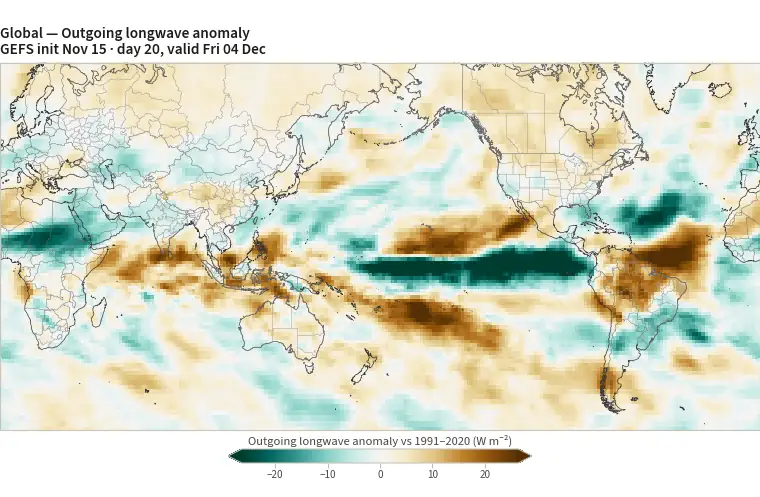 Global — Outgoing longwave anomaly
GEFS init Nov 15 · day 20, valid Fri 04 Dec
Outgoing longwave anomaly vs 1991–2020 (W m⁻²)
−20 −10 0 10 20